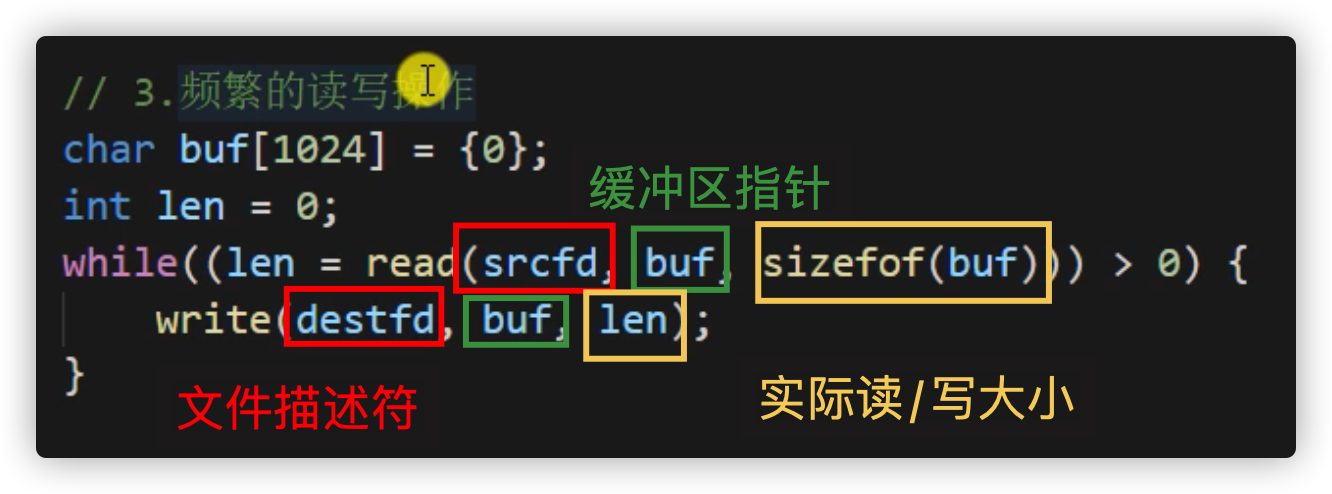 // 3.频繁的读写操作
char buf[1024] = {0};
缓冲区指针
int len = 0;
while((len = read(srcfd, buf, sizefof(buf))) > 0) {
write(destfd, buf, len);
}
文件描述符
实际读/写大小